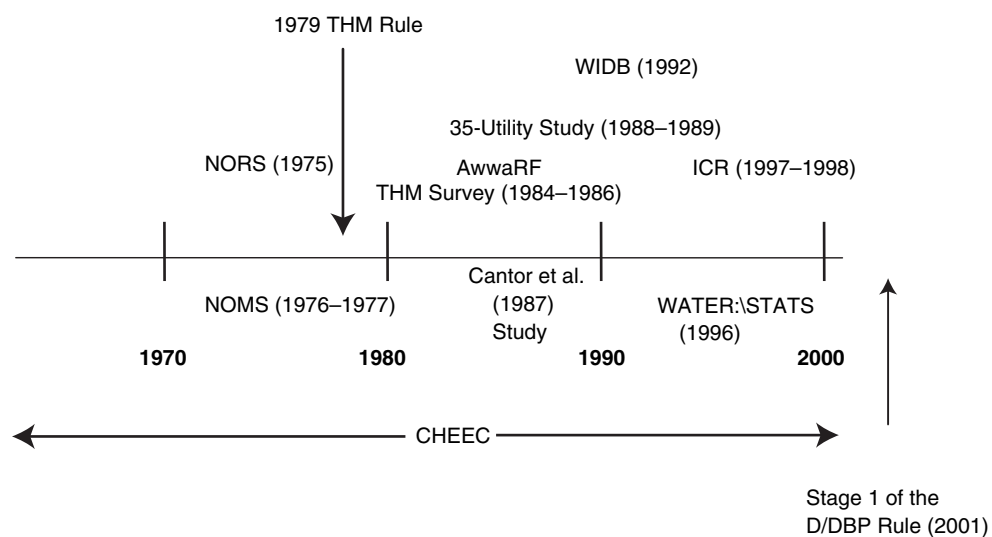 1979 THM Rule
WIDB (1992)
35-Utility Study (1988–1989)
NORS (1975)
AwwaRF
THM Survey (1984–1986)
ICR (1997–1998)
NOMS (1976–1977)
Cantor et al.
(1987)
Study
WATER:\STATS
(1996)
1970
1980
1990
2000
CHEEC
Stage 1 of the
D/DBP Rule (2001)